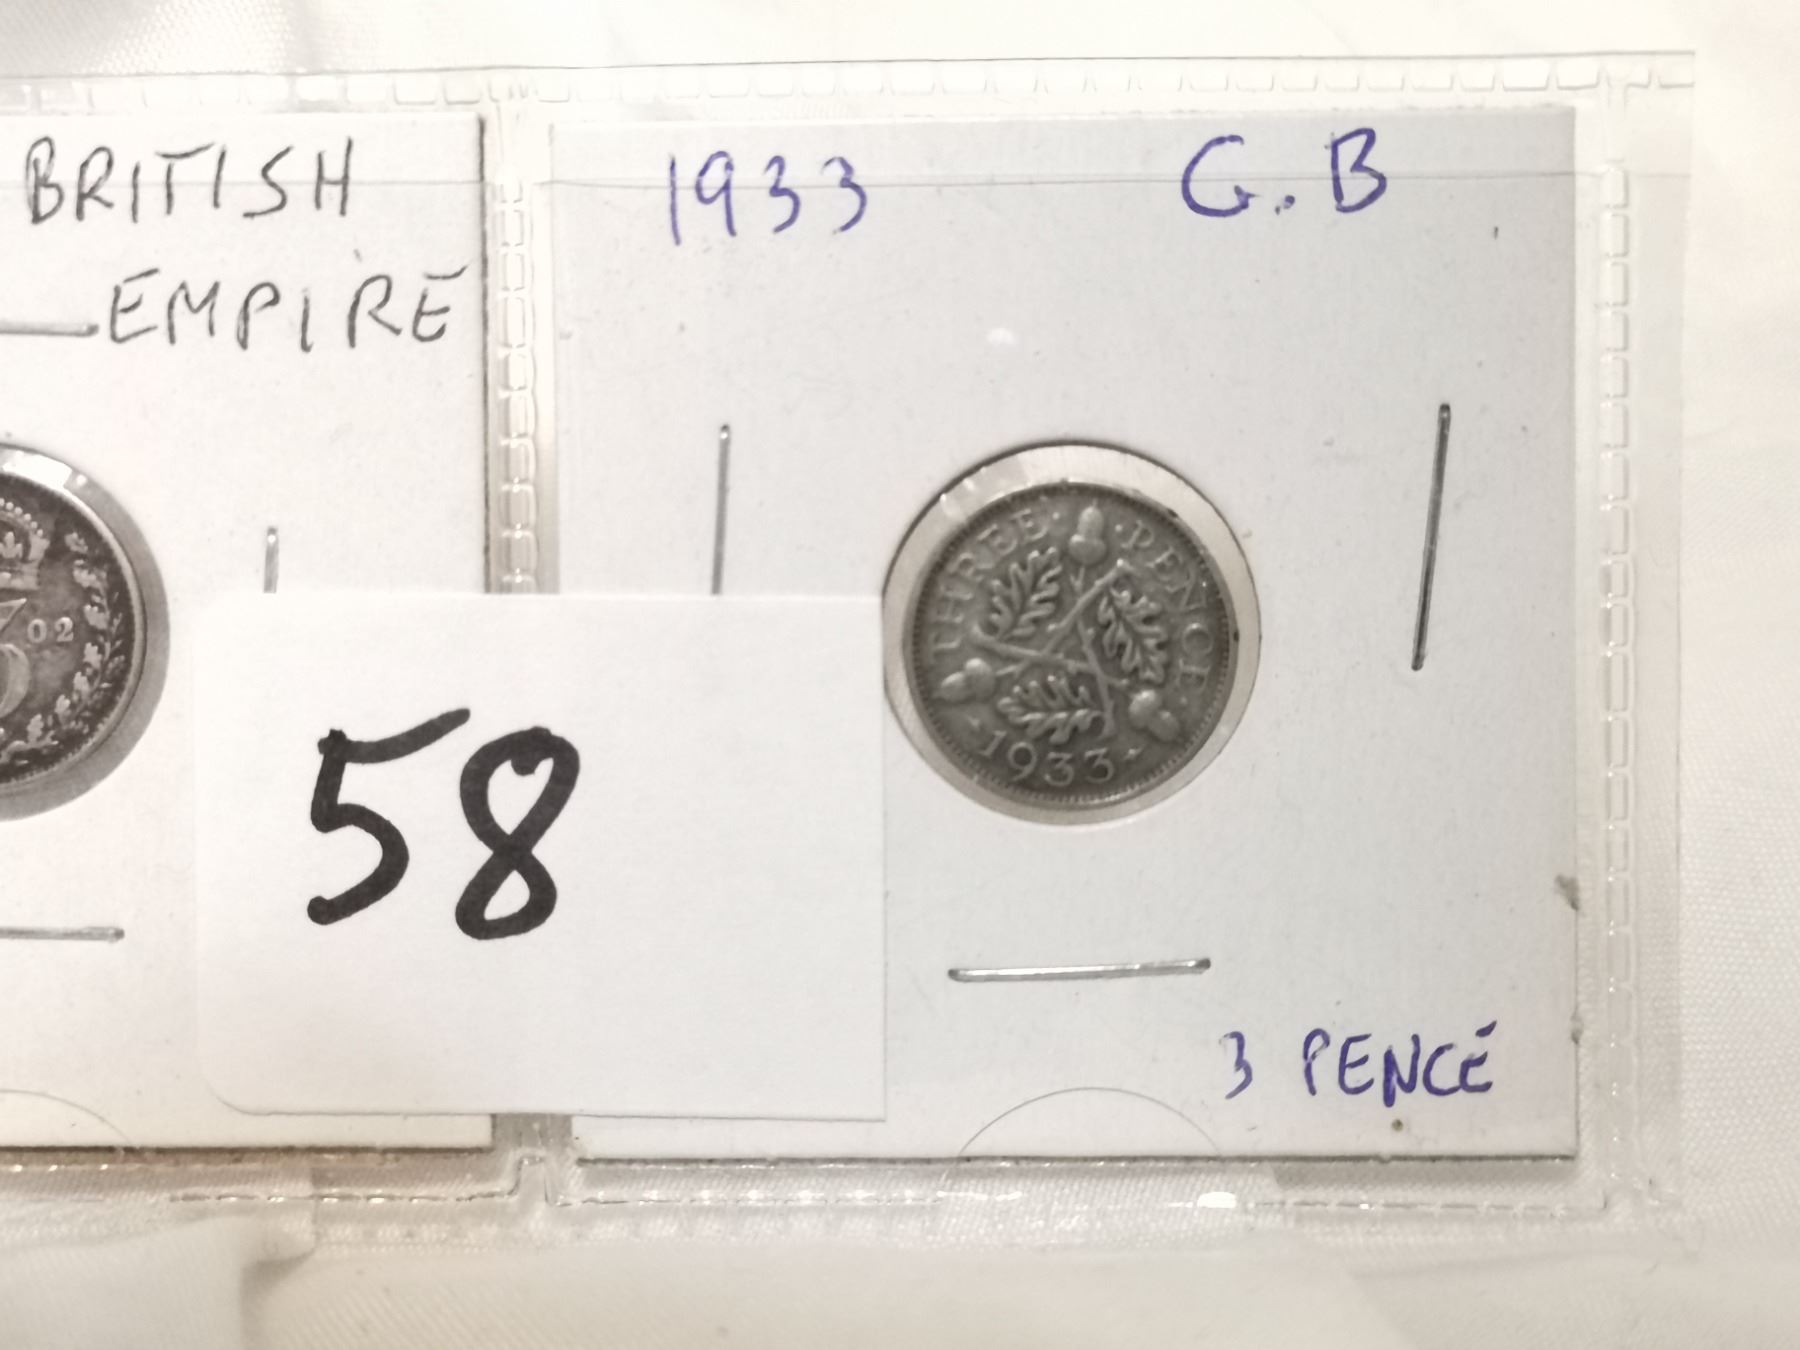 BRITISH
EMPIRE
02
58
1933 G.B
THREE · PENCE
1933
3 PENCE